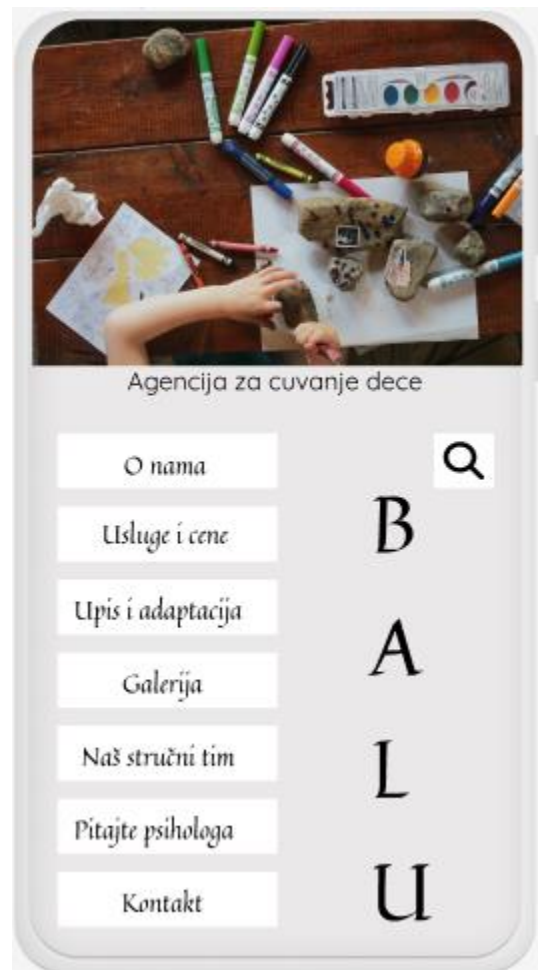 Agencija za cuvanje dece
O nama
Usluge i cene
Upis i adaptacija
Galerija
Naš stručni tim
Pitajte psihologa
Kontakt
B
A
L
U